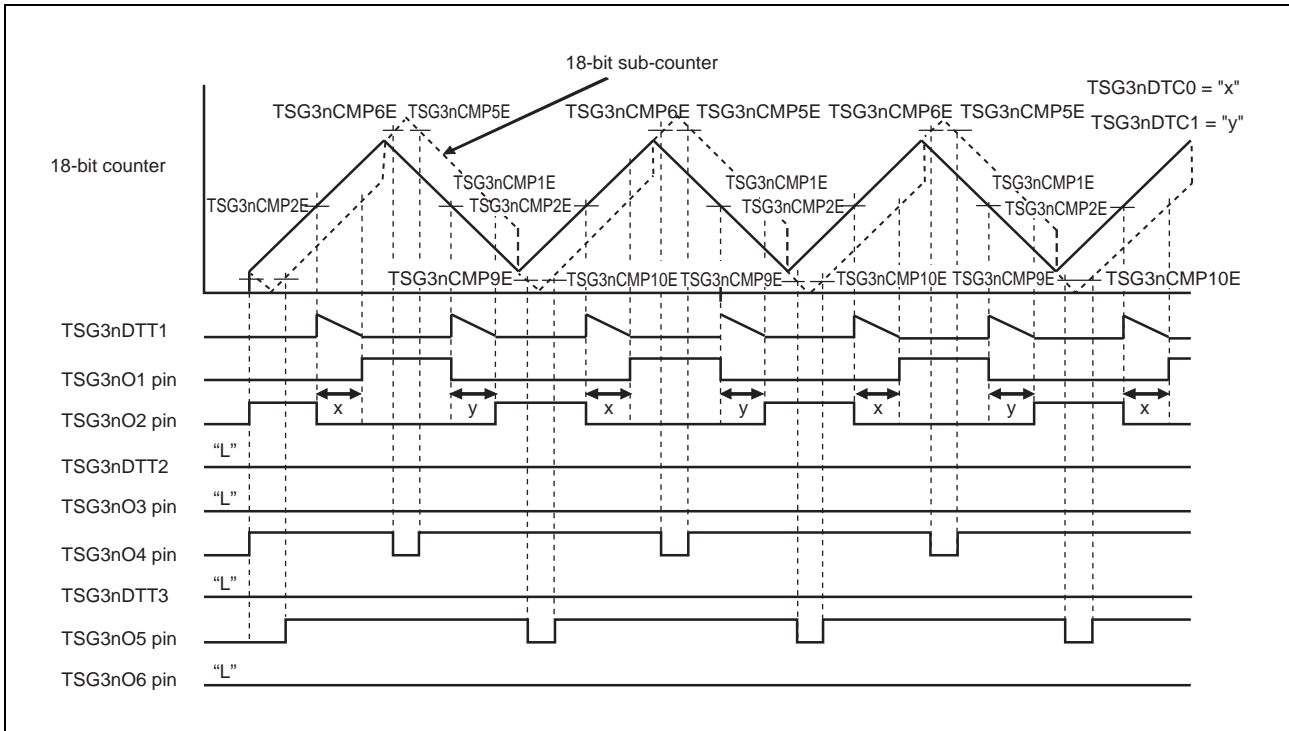 18-bit sub-counter
TSG3nDTC0 = "x"
TSG3nCMP6E TSG3nCMP5E TSG3nCMP6E TSG3nCMP5E TSG3nCMP6E TSG3nCMP5E
TSG3nDTC1 = "y"
18-bit counter
TSG3nCMP1E TSG3nCMP1E
TSG3nCMP2E TSG3nCMP2E TSG3nCMP2E TSG3nCMP2E
TSG3nCMP9E TSG3nCMP10E TSG3nCMP9E TSG3nCMP10E TSG3nCMP9E TSG3nCMP10E
TSG3nDTT1
TSG3nO1 pin
x y x y x y x
TSG3nO2 pin
“L”
TSG3nDTT2
“L”
TSG3nO3 pin
TSG3nO4 pin
“L”
TSG3nDTT3
TSG3nO5 pin
“L”
TSG3nO6 pin